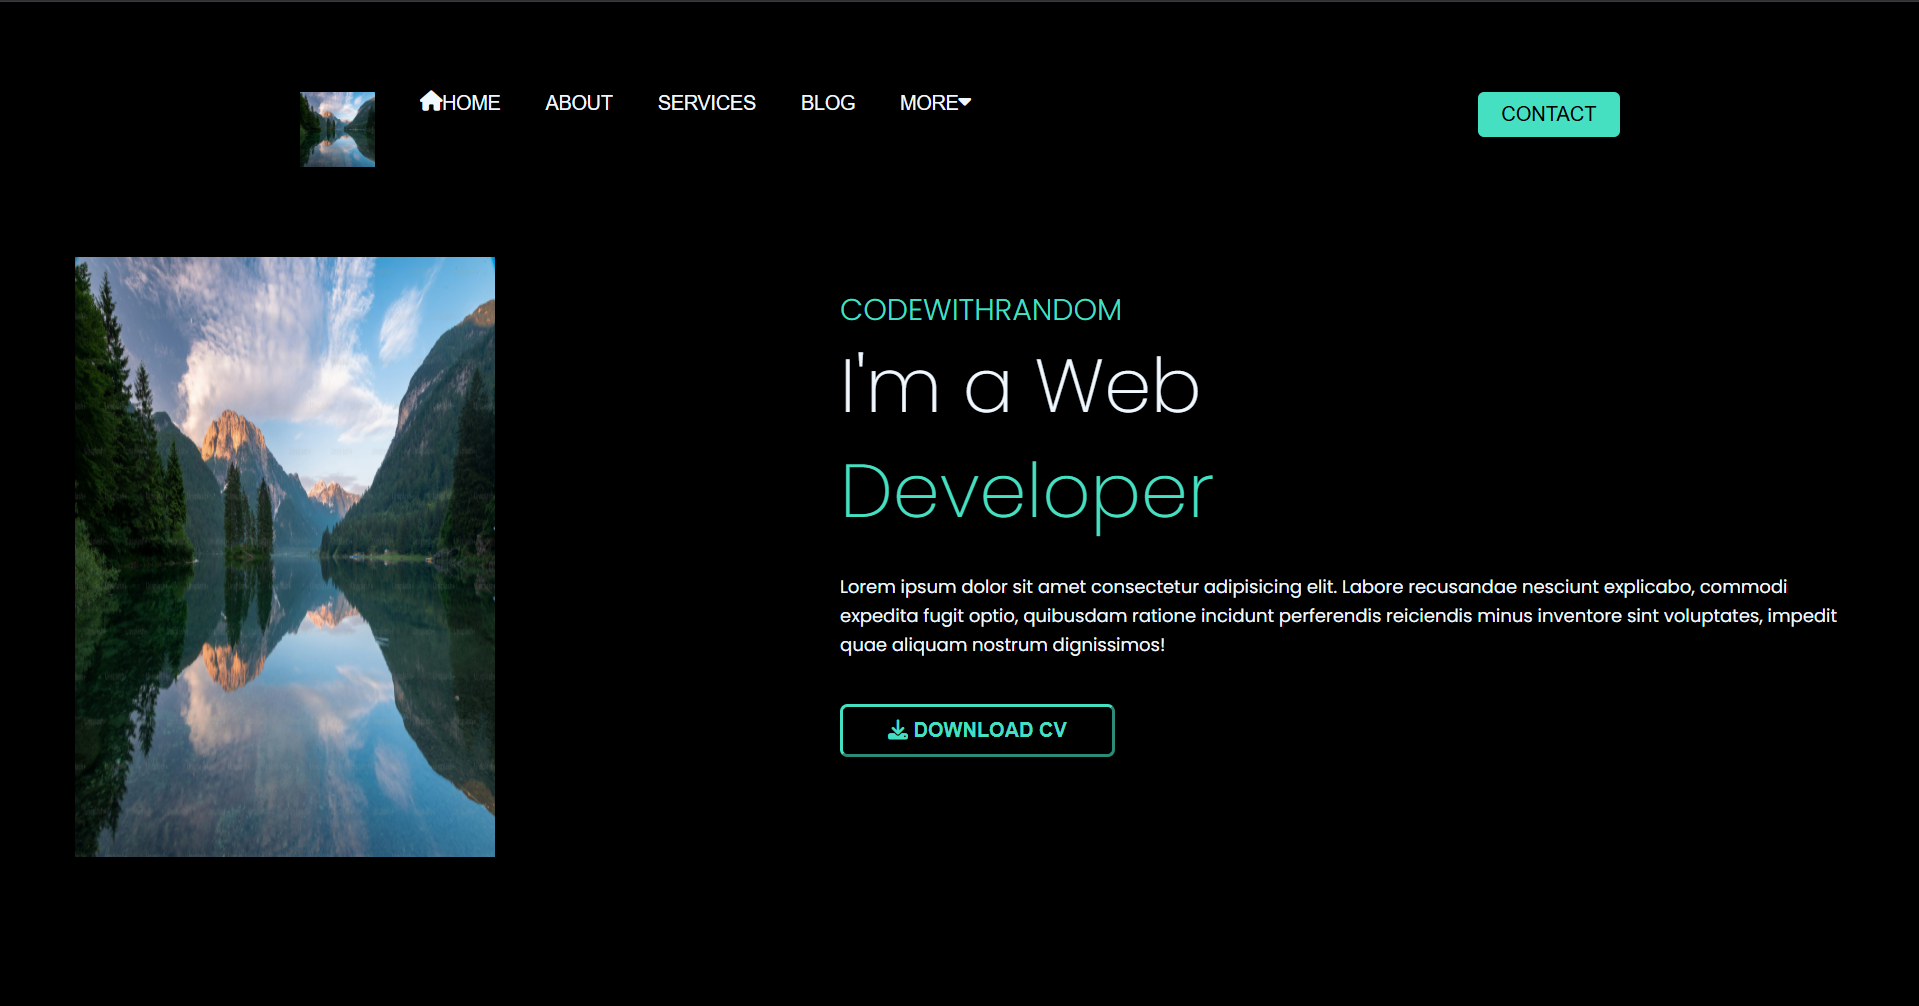 HOME ABOUT SERVICES BLOG MORE CONTACT
CODEWITHRANDOM
I'm a Web
Developer
Lorem ipsum dolor sit amet consectetur adipisicing elit. Labore recusandae nesciunt explicabo, commodi
expedita fugit optio, quibusdam ratione incidunt perferendis reiciendis minus inventore sint voluptates, impedit
quae aliquam nostrum dignissimos!
DOWNLOAD CV